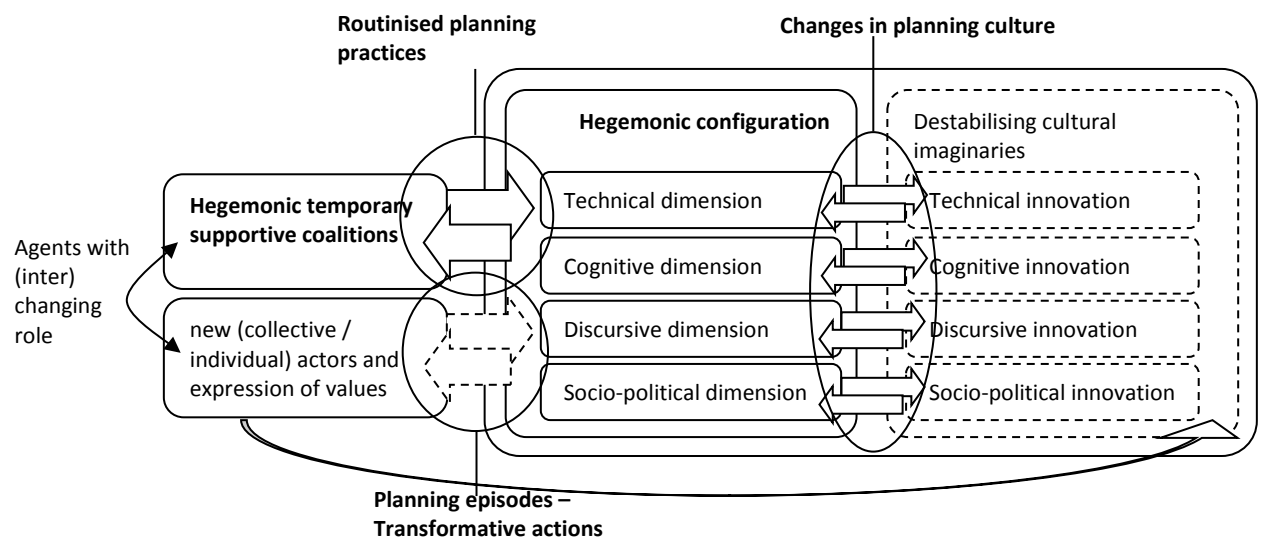 Routinised planning
practices
Changes in planning culture
Hegemonic configuration
Destabilising cultural
imaginaries
Hegemonic temporary
supportive coalitions
Technical dimension
Technical innovation
Agents with
(inter)
changing
role
Cognitive dimension
Cognitive innovation
new (collective /
individual) actors and
expression of values
Discursive dimension
Discursive innovation
Socio-political dimension
Socio-political innovation
Planning episodes –
Transformative actions